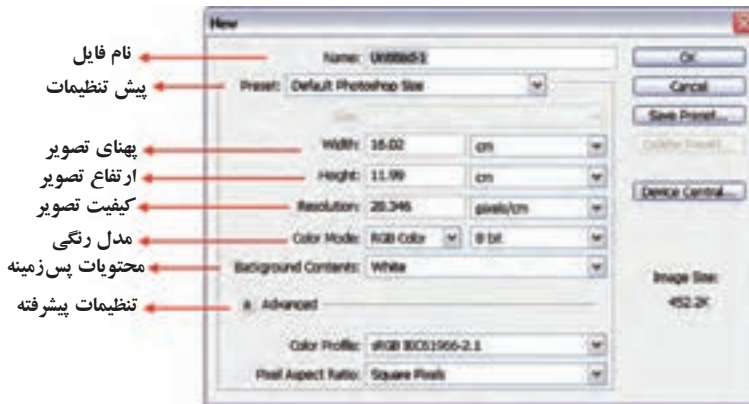 New
نام فایل
Name: Untitled-1
OK
پیش تنظیمات
Preset: Default Photoshop Size
Cancel
Save Preset...
Size:
Delete Preset...
پهنای تصویر
Width: 16.02 cm
ارتفاع تصویر
Height: 11.99 cm
Device Central...
کیفیت تصویر
Resolution: 28.346 pixels/cm
مدل رنگی
Color Mode: RGB Color 8 bit
محتویات پس‌زمینه
Background Contents: White
Image Size:
تنظیمات پیشرفته
Advanced
452.2K
Color Profile: sRGB IEC61966-2.1
Pixel Aspect Ratio: Square Pixels